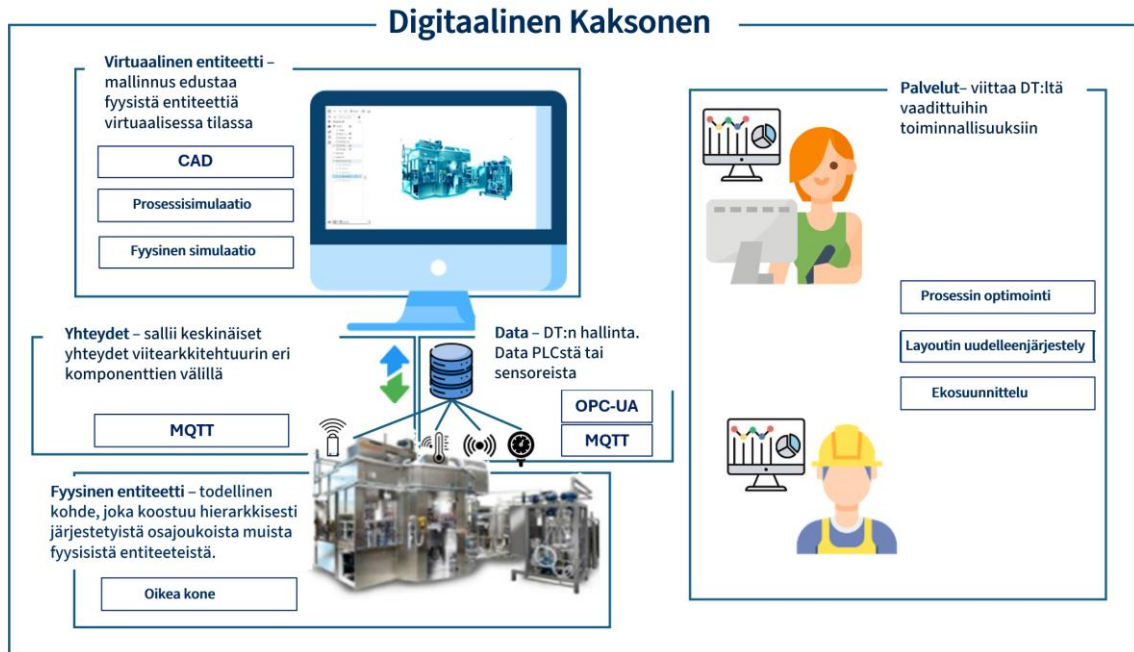 Digitaalinen Kaksonen
Virtuaalinen entiteetti –
mallinnus edustaa
fyysistä entiteettiä
virtuaalisessa tilassa
CAD
Prosessisimulaatio
Fyysinen simulaatio
Yhteydet – sallii keskinäiset
yhteydet viitearkkitehtuurin eri
komponenttien välillä
MQTT
Data – DT:n hallinta.
Data PLCstä tai
sensoreista
OPC-UA
MQTT
Fyysinen entiteetti – todellinen
kohde, joka koostuu hierarkkisesti
järjestetyistä osajoukoista muista
fyysisistä entiteeteistä.
Oikea kone
Palvelut– viittaa DT:ltä
vaadittuihin
toiminnallisuuksiin
Prosessin optimointi
Layoutin uudelleenjärjestely
Ekosuunnittelu